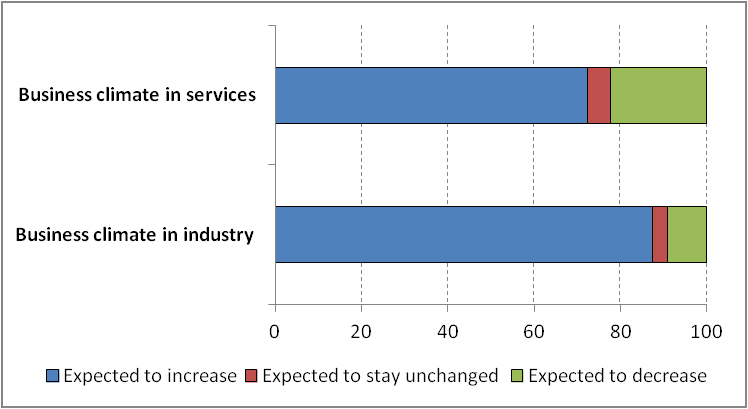 Business climate in services
Business climate in industry
0 20 40 60 80 100
Expected to increase Expected to stay unchanged Expected to decrease